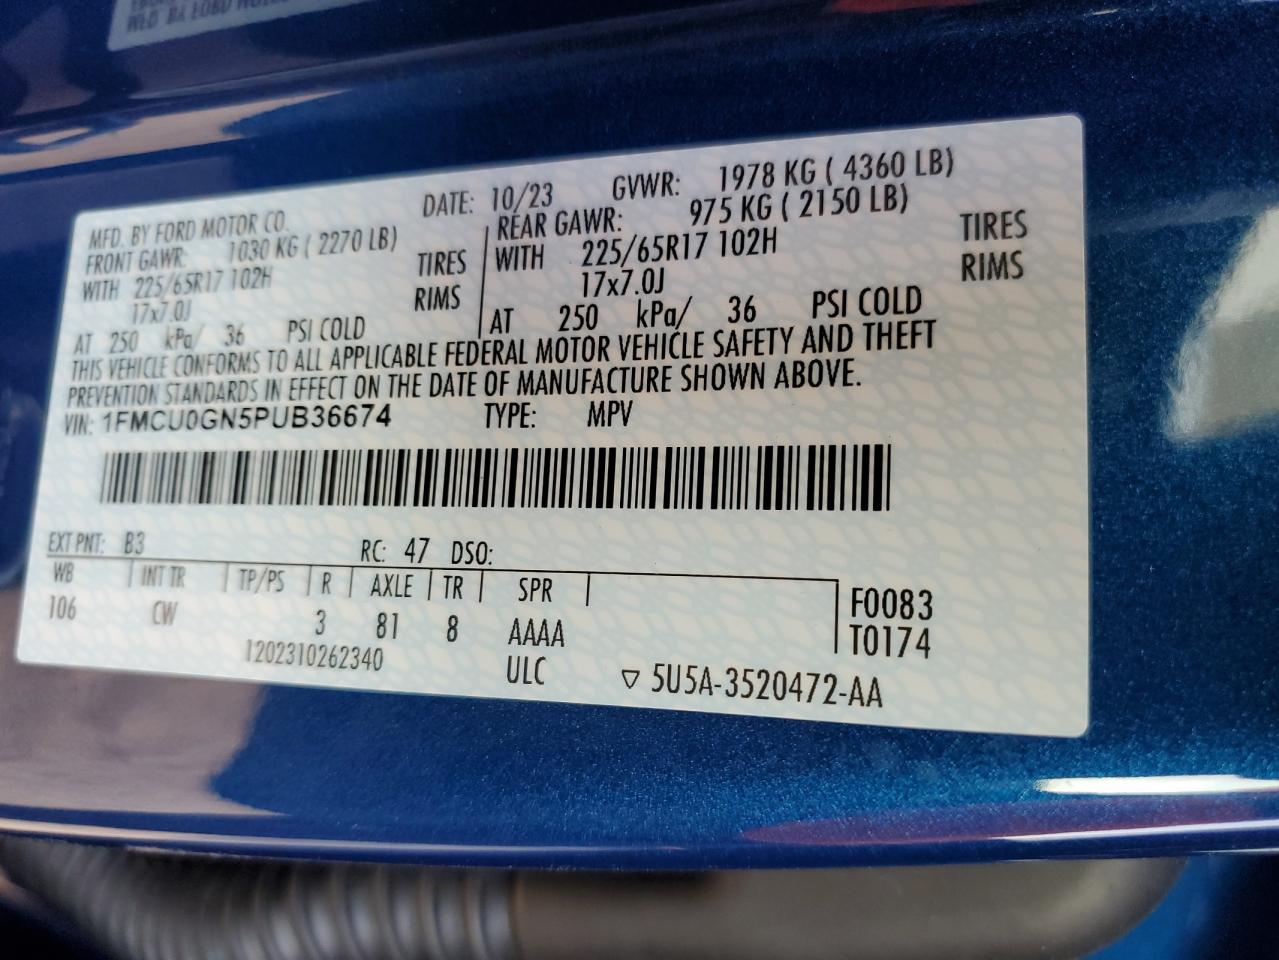 MFD. BY FORD MOTOR CO.
DATE: 10/23 GVWR: 1978 KG ( 4360 LB)
FRONT GAWR: 1030 KG ( 2270 LB) REAR GAWR: 975 KG ( 2150 LB)
WITH 225/65R17 102H TIRES WITH 225/65R17 102H TIRES
17x7.0J RIMS 17x7.0J RIMS
AT 250 kPa/ 36 PSI COLD AT 250 kPa/ 36 PSI COLD
THIS VEHICLE CONFORMS TO ALL APPLICABLE FEDERAL MOTOR VEHICLE SAFETY AND THEFT
PREVENTION STANDARDS IN EFFECT ON THE DATE OF MANUFACTURE SHOWN ABOVE.
VIN: 1FMCU0GN5PUB36674 TYPE: MPV
EXT PNT: B3 RC: 47 DSO:
WB INT TR TP/PS R AXLE TR SPR F0083
106 CW 3 81 8 AAAA T0174
1202310262340 ULC ▽ 5U5A-3520472-AA